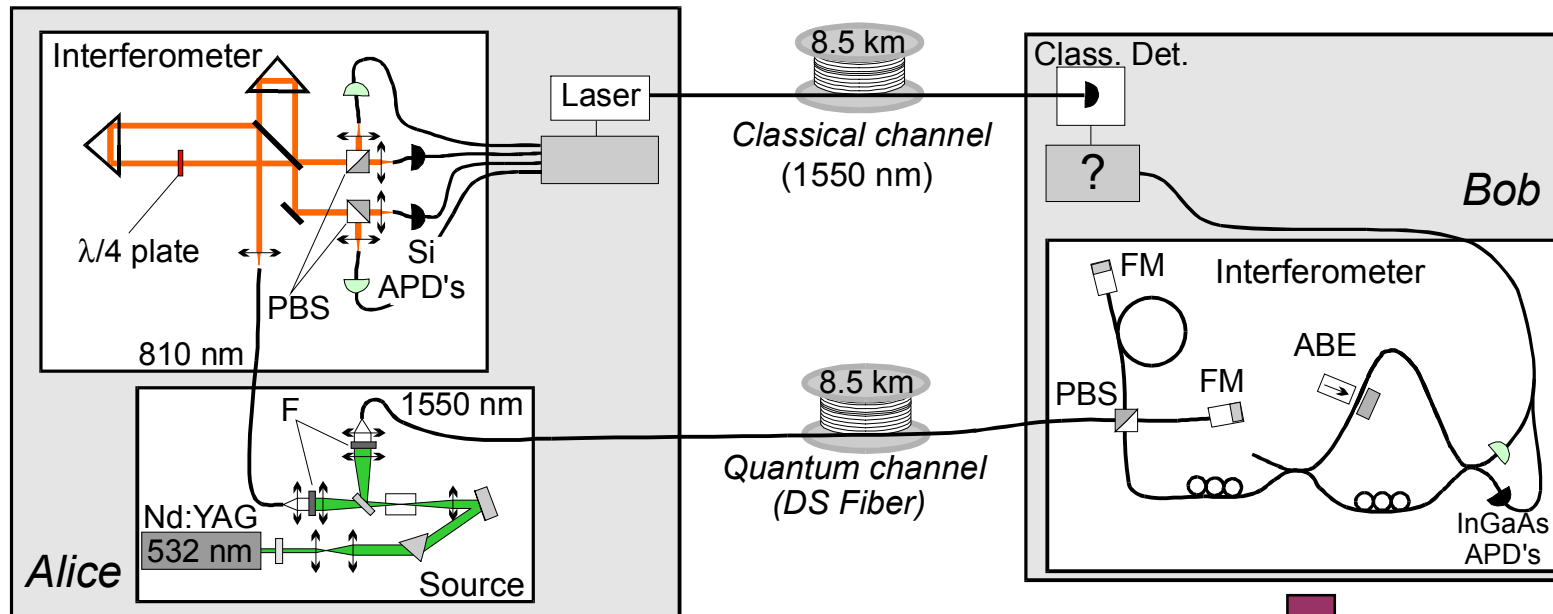 Interferometer
λ/4 plate
PBS
Si
APD's
810 nm
Laser
8.5 km
Classical channel
(1550 nm)
Class. Det.
?
Bob
FM
Interferometer
ABE
FM
PBS
InGaAs
APD's
8.5 km
Quantum channel
(DS Fiber)
F
1550 nm
Nd:YAG
532 nm
Source
Alice